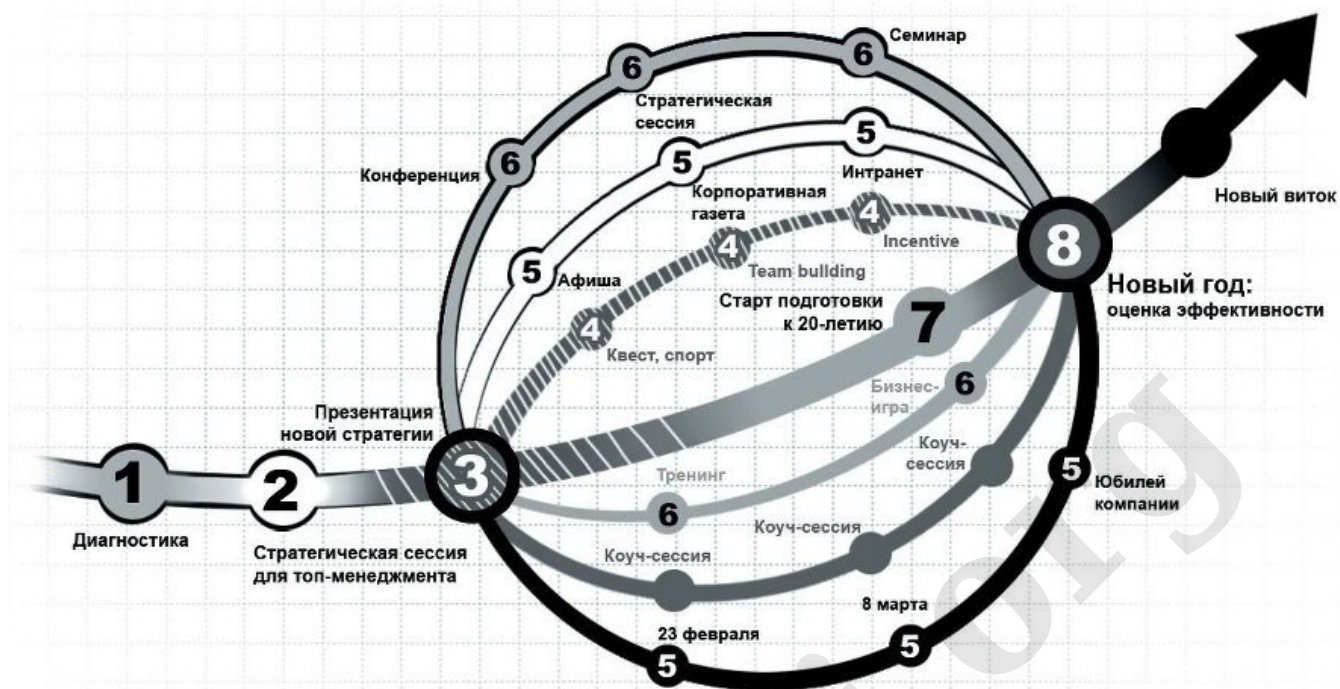 6
Семинар
6
Стратегическая
сессия
6
Конференция
5
Интранет
5
Корпоративная
газета
5
Афиша
4
Incentive
4
Team building
4
Квест, спорт
Новый виток
8
Новый год:
оценка эффективности
Старт подготовки
к 20-летию
7
Бизнес-
игра
6
Презентация
новой стратегии
3
1
Диагностика
2
Стратегическая сессия
для топ-менеджмента
Тренинг
6
Коуч-
сессия
Коуч-сессия
Коуч-сессия
5
Юбилей
компании
8 марта
5
23 февраля
5
org